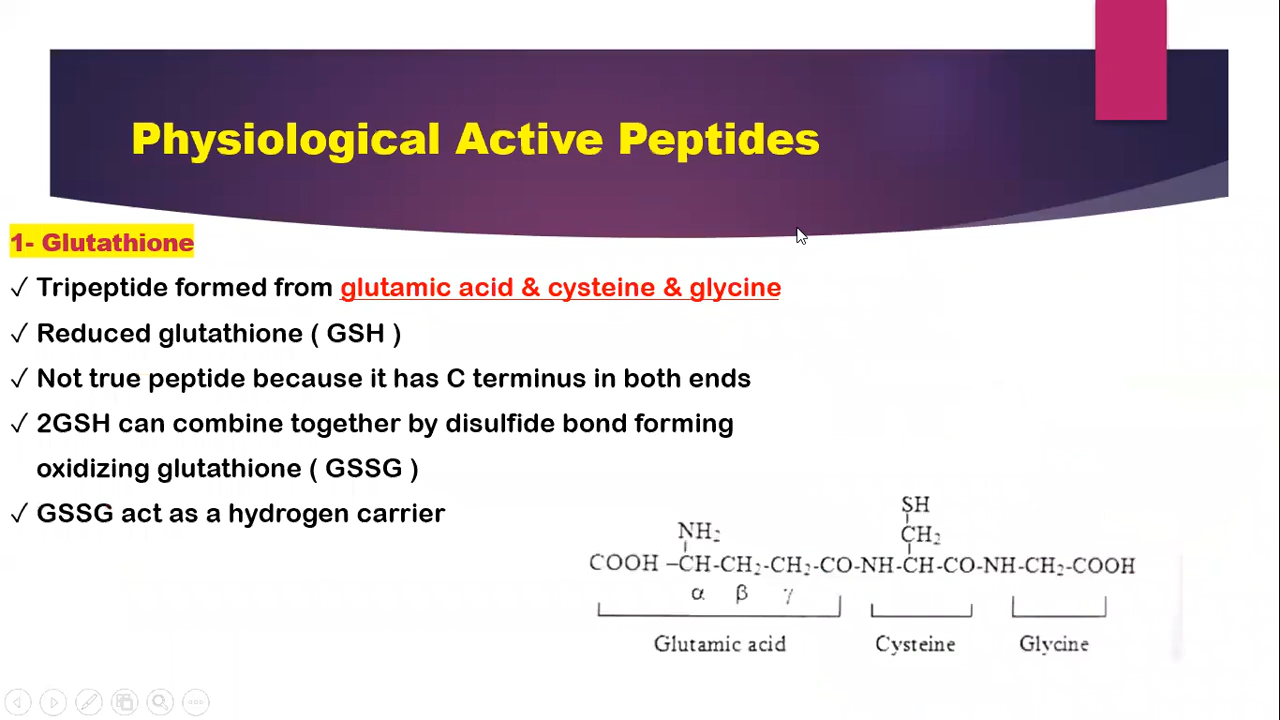 Physiological Active Peptides
1- Glutathione
✓ Tripeptide formed from glutamic acid & cysteine & glycine
✓ Reduced glutathione ( GSH )
✓ Not true peptide because it has C terminus in both ends
✓ 2GSH can combine together by disulfide bond forming
oxidizing glutathione ( GSSG )
✓ GSSG act as a hydrogen carrier
SH
NH₂ CH₂
COOH –CH-CH₂-CH₂-CO-NH-CH-CO-NH-CH₂-COOH
α β γ
Glutamic acid Cysteine Glycine